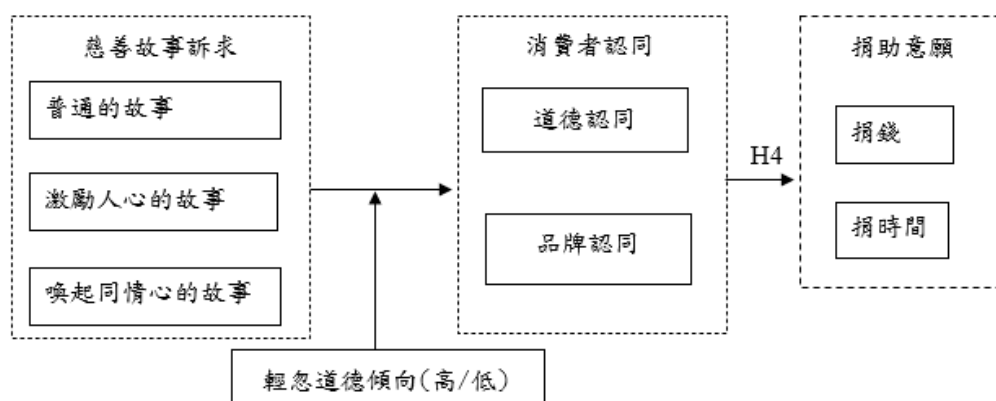 慈善故事訴求
普通的故事
激勵人心的故事
喚起同情心的故事
輕忽道德傾向(高/低)
消費者認同
道德認同
品牌認同
H4
捐助意願
捐錢
捐時間